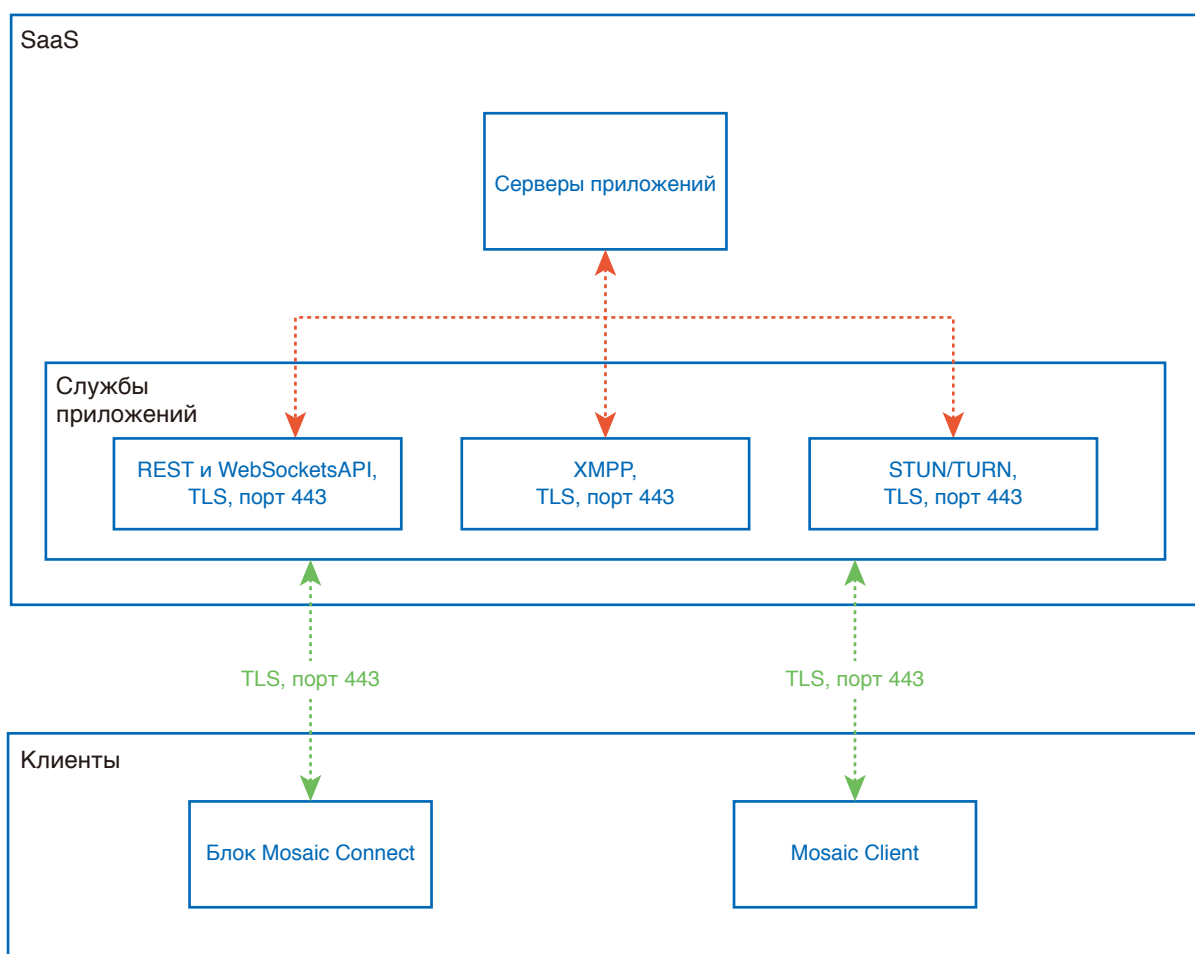 SaaS
Серверы приложений
Службы
приложений
REST и WebSocketsAPI,
TLS, порт 443
XMPP,
TLS, порт 443
STUN/TURN,
TLS, порт 443
TLS, порт 443
TLS, порт 443
Клиенты
Блок Mosaic Connect
Mosaic Client